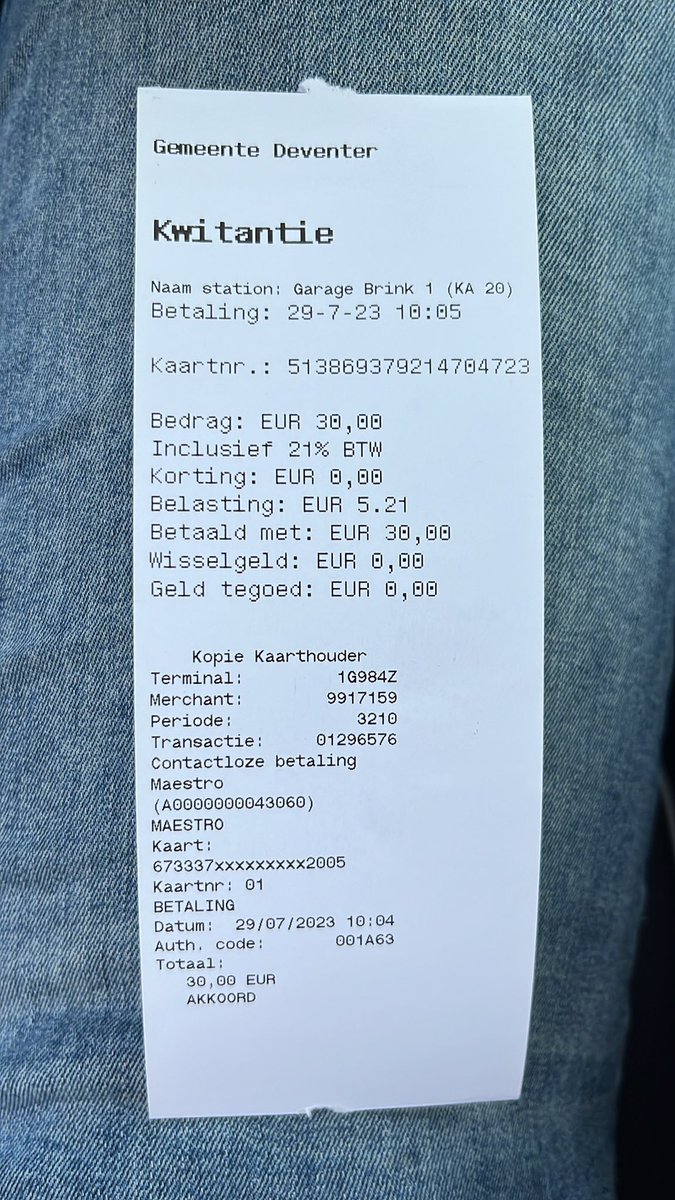 Gemeente Deventer
Kwitantie
Naam station: Garage Brink 1 (KA 20)
Betaling: 29-7-23 10:05
Kaartnr.: 513869379214704723
Bedrag: EUR 30,00
Inclusief 21% BTW
Korting: EUR 0,00
Belasting: EUR 5.21
Betaald met: EUR 30,00
Wisselgeld: EUR 0,00
Geld tegoed: EUR 0,00
Kopie Kaarthouder
Terminal: 1G984Z
Merchant: 9917159
Periode: 3210
Transactie: 01296576
Contactloze betaling
Maestro
(A0000000043060)
MAESTRO
Kaart:
673337xxxxxxxxx2005
Kaartnr: 01
BETALING
Datum: 29/07/2023 10:04
Auth. code: 001A63
Totaal:
30,00 EUR
AKKOORD